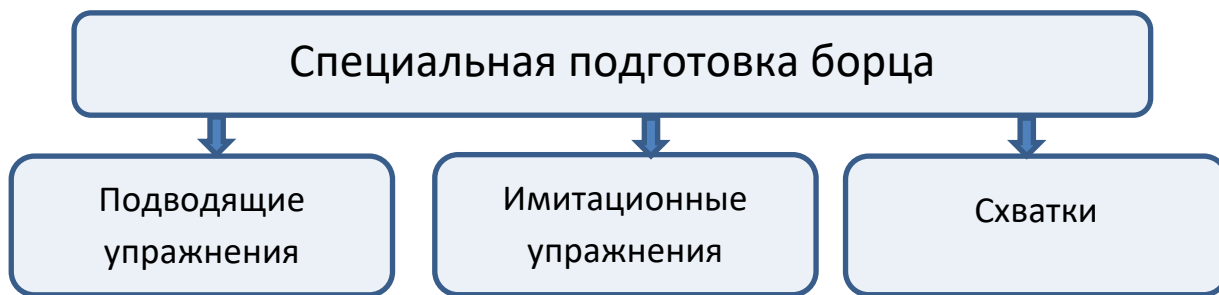 Специальная подготовка борца
Подводящие
упражнения
Имитационные
упражнения
Схватки